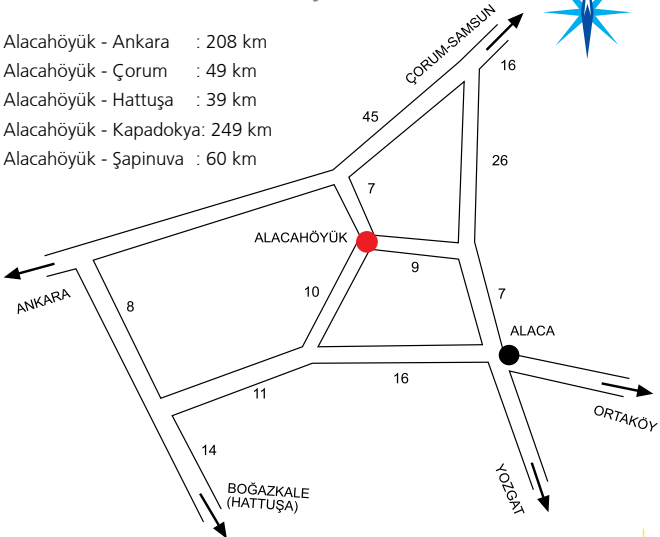 Alacahöyük - Ankara : 208 km
Alacahöyük - Çorum : 49 km
Alacahöyük - Hattuşa : 39 km
Alacahöyük - Kapadokya: 249 km
Alacahöyük - Şapinuva : 60 km
ÇORUM-SAMSUN
16
45
26
7
ALACAHÖYÜK
9
10
7
ANKARA
8
ALACA
11
16
ORTAKÖY
14
YOZGAT
BOĞAZKALE
(HATTUŞA)